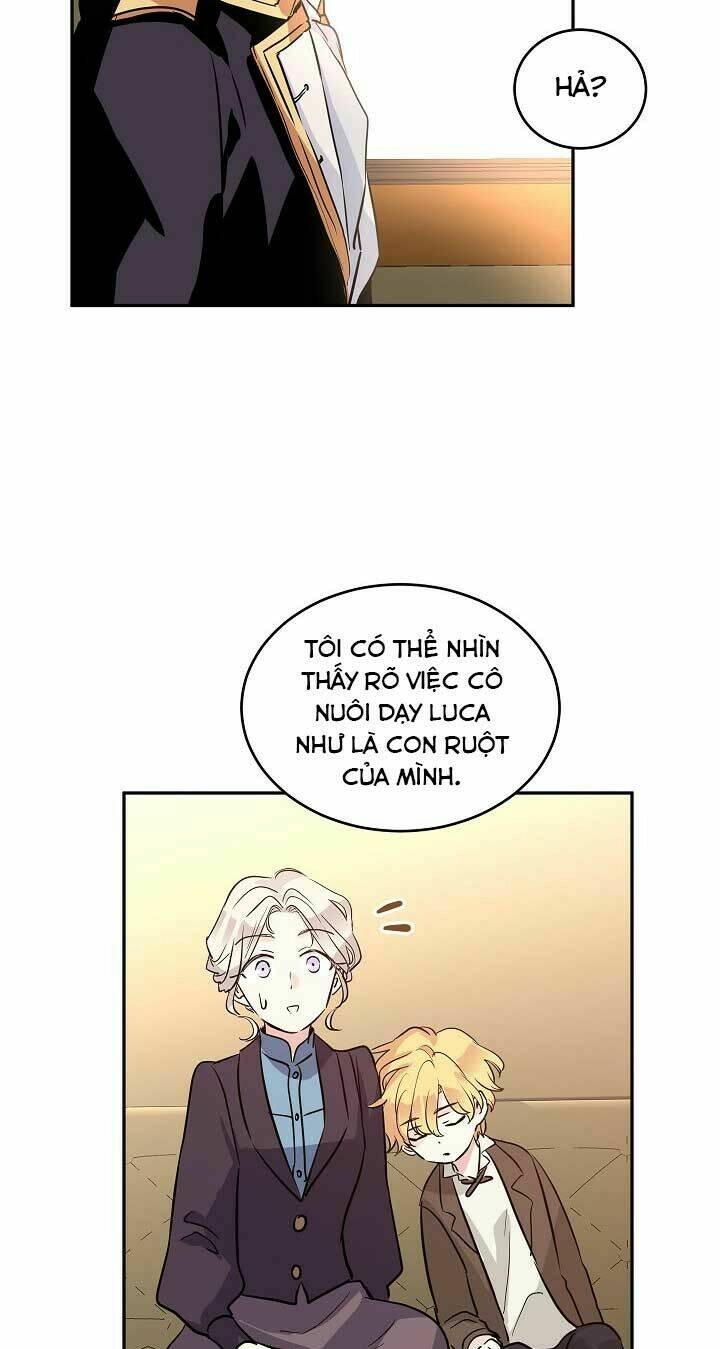 HẢ?
TÔI CÓ THỂ NHÌN
THẤY RÕ VIỆC CÔ
NUÔI DẠY LUCA
NHƯ LÀ CON RUỘT
CỦA MÌNH.